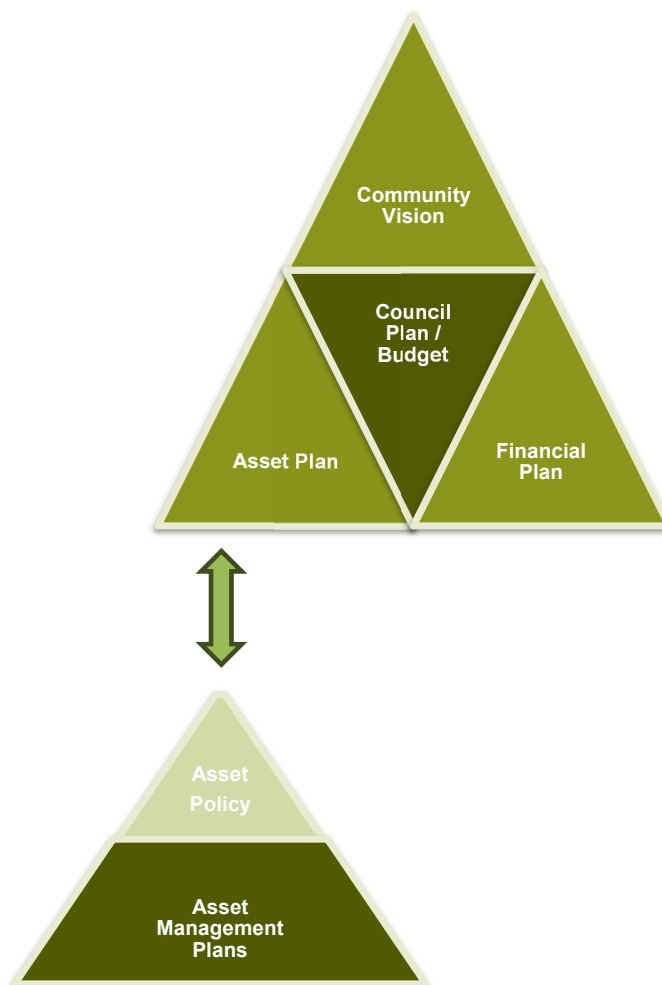 Community
Vision
Council
Plan /
Budget
Asset Plan
Financial
Plan
Asset
Policy
Asset
Management
Plans